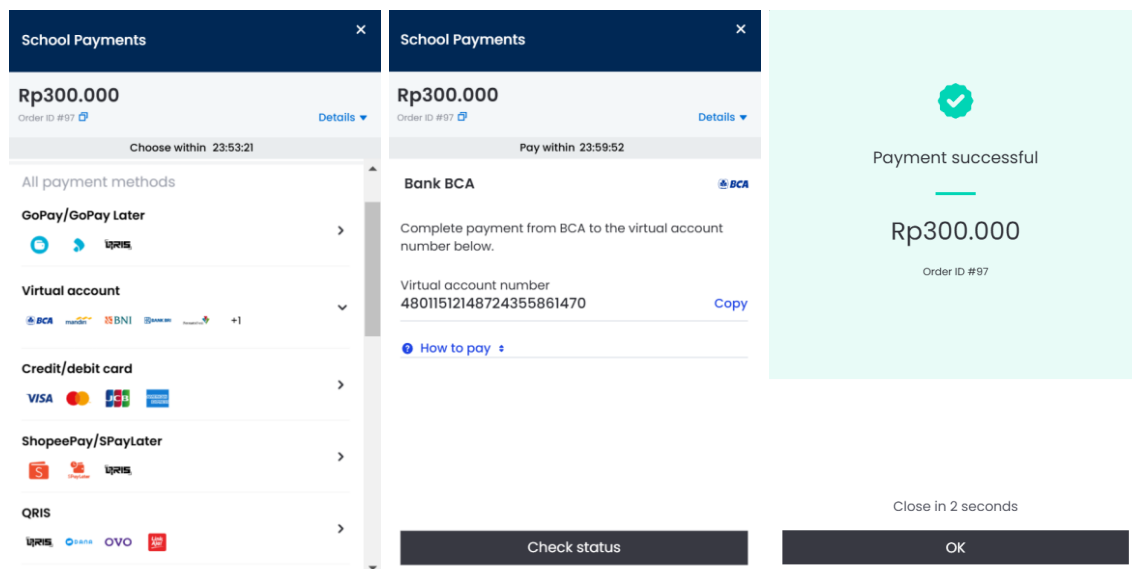 School Payments
×
Rp300.000
Order ID #97
Details
Choose within 23:53:21
All payment methods
GoPay/GoPay Later
QRIS
Virtual account
BCA mandiri BNI +1
Credit/debit card
VISA JCB
ShopeePay/SPayLater
S SPayLater QRIS
QRIS
QRIS DANA OVO
School Payments
×
Rp300.000
Order ID #97
Details
Pay within 23:59:52
Bank BCA
BCA
Complete payment from BCA to the virtual account
number below.
Virtual account number
48011512148724355861470
Copy
? How to pay
Check status
Payment successful
Rp300.000
Order ID #97
Close in 2 seconds
OK